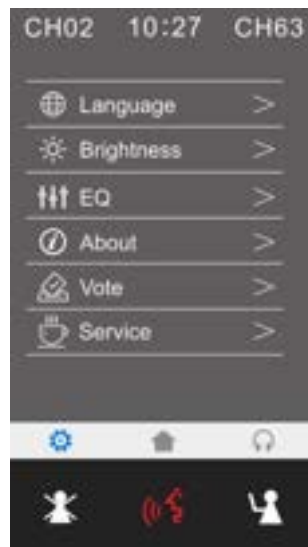 CH02 10:27 CH63
Language
Brightness
EQ
About
Vote
Service